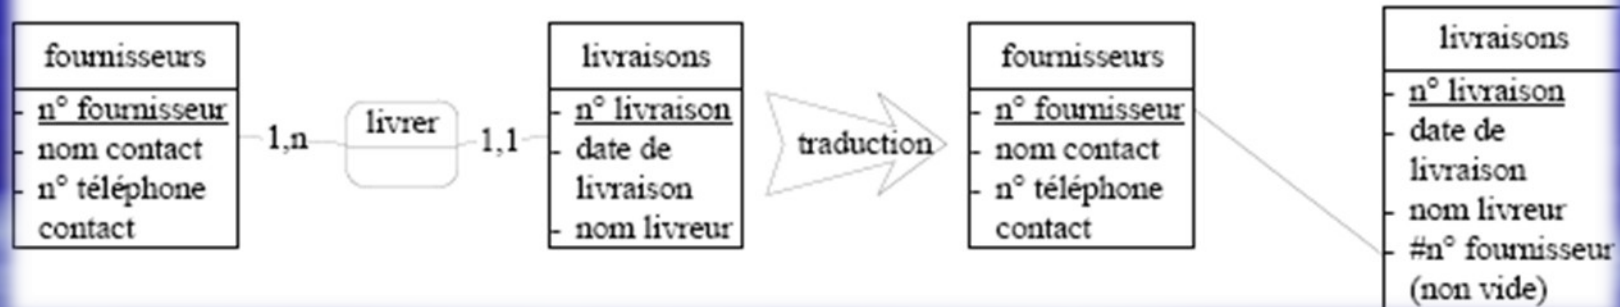 fournisseurs
- n° fournisseur
- nom contact
- n° téléphone
contact
1,n
livrer
1,1
livraisons
- n° livraison
- date de
livraison
- nom livreur
traduction
fournisseurs
- n° fournisseur
- nom contact
- n° téléphone
contact
livraisons
- n° livraison
- date de
livraison
- nom livreur
- #n° fournisseur
(non vide)